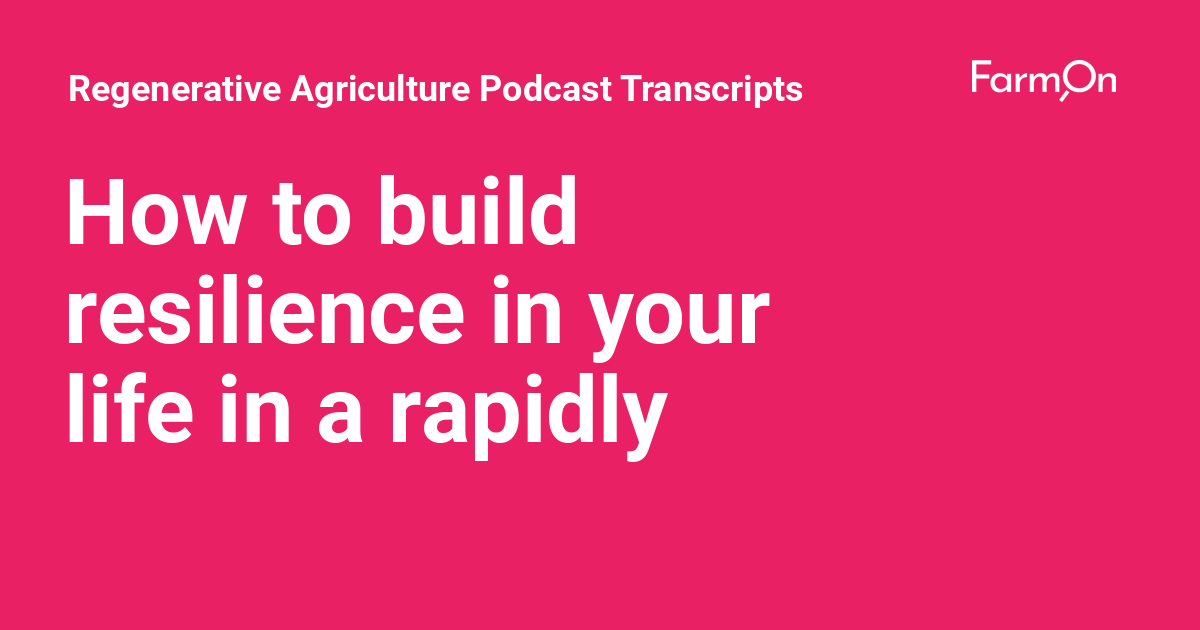 Regenerative Agriculture Podcast Transcripts
FarmOn
How to build
resilience in your
life in a rapidly